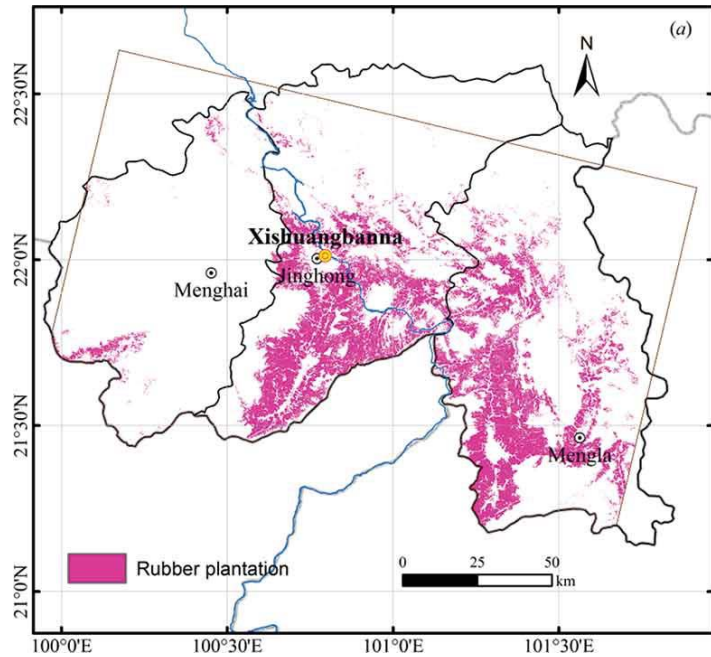 (a)
N
22°30'N
22°0'N
21°30'N
21°0'N
Xishuangbanna
Jinghong
Menghai
Mengla
Rubber plantation
0 25 50
km
100°0'E 100°30'E 101°0'E 101°30'E